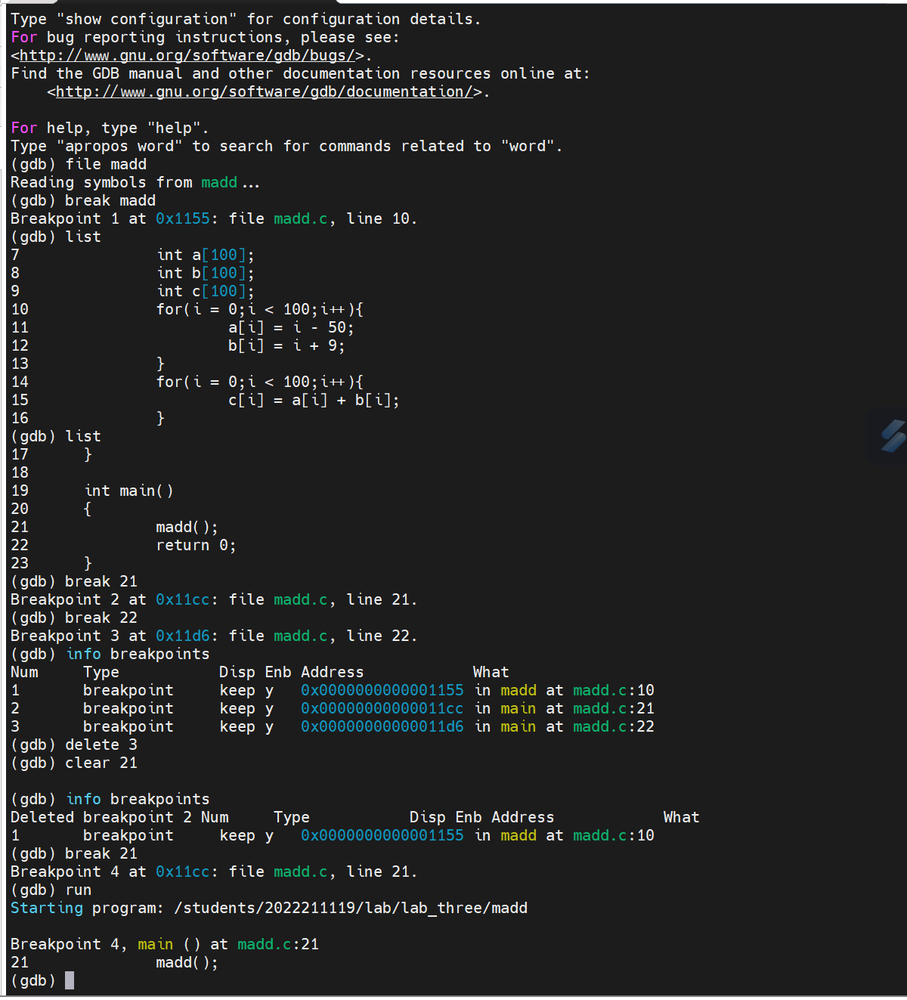 Type "show configuration" for configuration details.
For bug reporting instructions, please see:
<http://www.gnu.org/software/gdb/bugs/>.
Find the GDB manual and other documentation resources online at:
    <http://www.gnu.org/software/gdb/documentation/>.

For help, type "help".
Type "apropos word" to search for commands related to "word".
(gdb) file madd
Reading symbols from madd...
(gdb) break madd
Breakpoint 1 at 0x1155: file madd.c, line 10.
(gdb) list
7               int a[100];
8               int b[100];
9               int c[100];
10              for(i = 0;i < 100;i++){
11                      a[i] = i - 50;
12                      b[i] = i + 9;
13              }
14              for(i = 0;i < 100;i++){
15                      c[i] = a[i] + b[i];
16              }
(gdb) list
17      }
18
19      int main()
20      {
21              madd();
22              return 0;
23      }
(gdb) break 21
Breakpoint 2 at 0x11cc: file madd.c, line 21.
(gdb) break 22
Breakpoint 3 at 0x11d6: file madd.c, line 22.
(gdb) info breakpoints
Num     Type           Disp Enb Address            What
1       breakpoint     keep y   0x0000000000001155 in madd at madd.c:10
2       breakpoint     keep y   0x00000000000011cc in main at madd.c:21
3       breakpoint     keep y   0x00000000000011d6 in main at madd.c:22
(gdb) delete 3
(gdb) clear 21

(gdb) info breakpoints
Deleted breakpoint 2 Num     Type           Disp Enb Address            What
1       breakpoint     keep y   0x0000000000001155 in madd at madd.c:10
(gdb) break 21
Breakpoint 4 at 0x11cc: file madd.c, line 21.
(gdb) run
Starting program: /students/2022211119/lab/lab_three/madd

Breakpoint 4, main () at madd.c:21
21              madd();
(gdb)